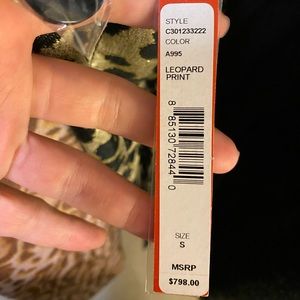 STYLE
C301233222
COLOR
A995
LEOPARD
PRINT
8 85130 72844 0
SIZE
S
MSRP
$798.00